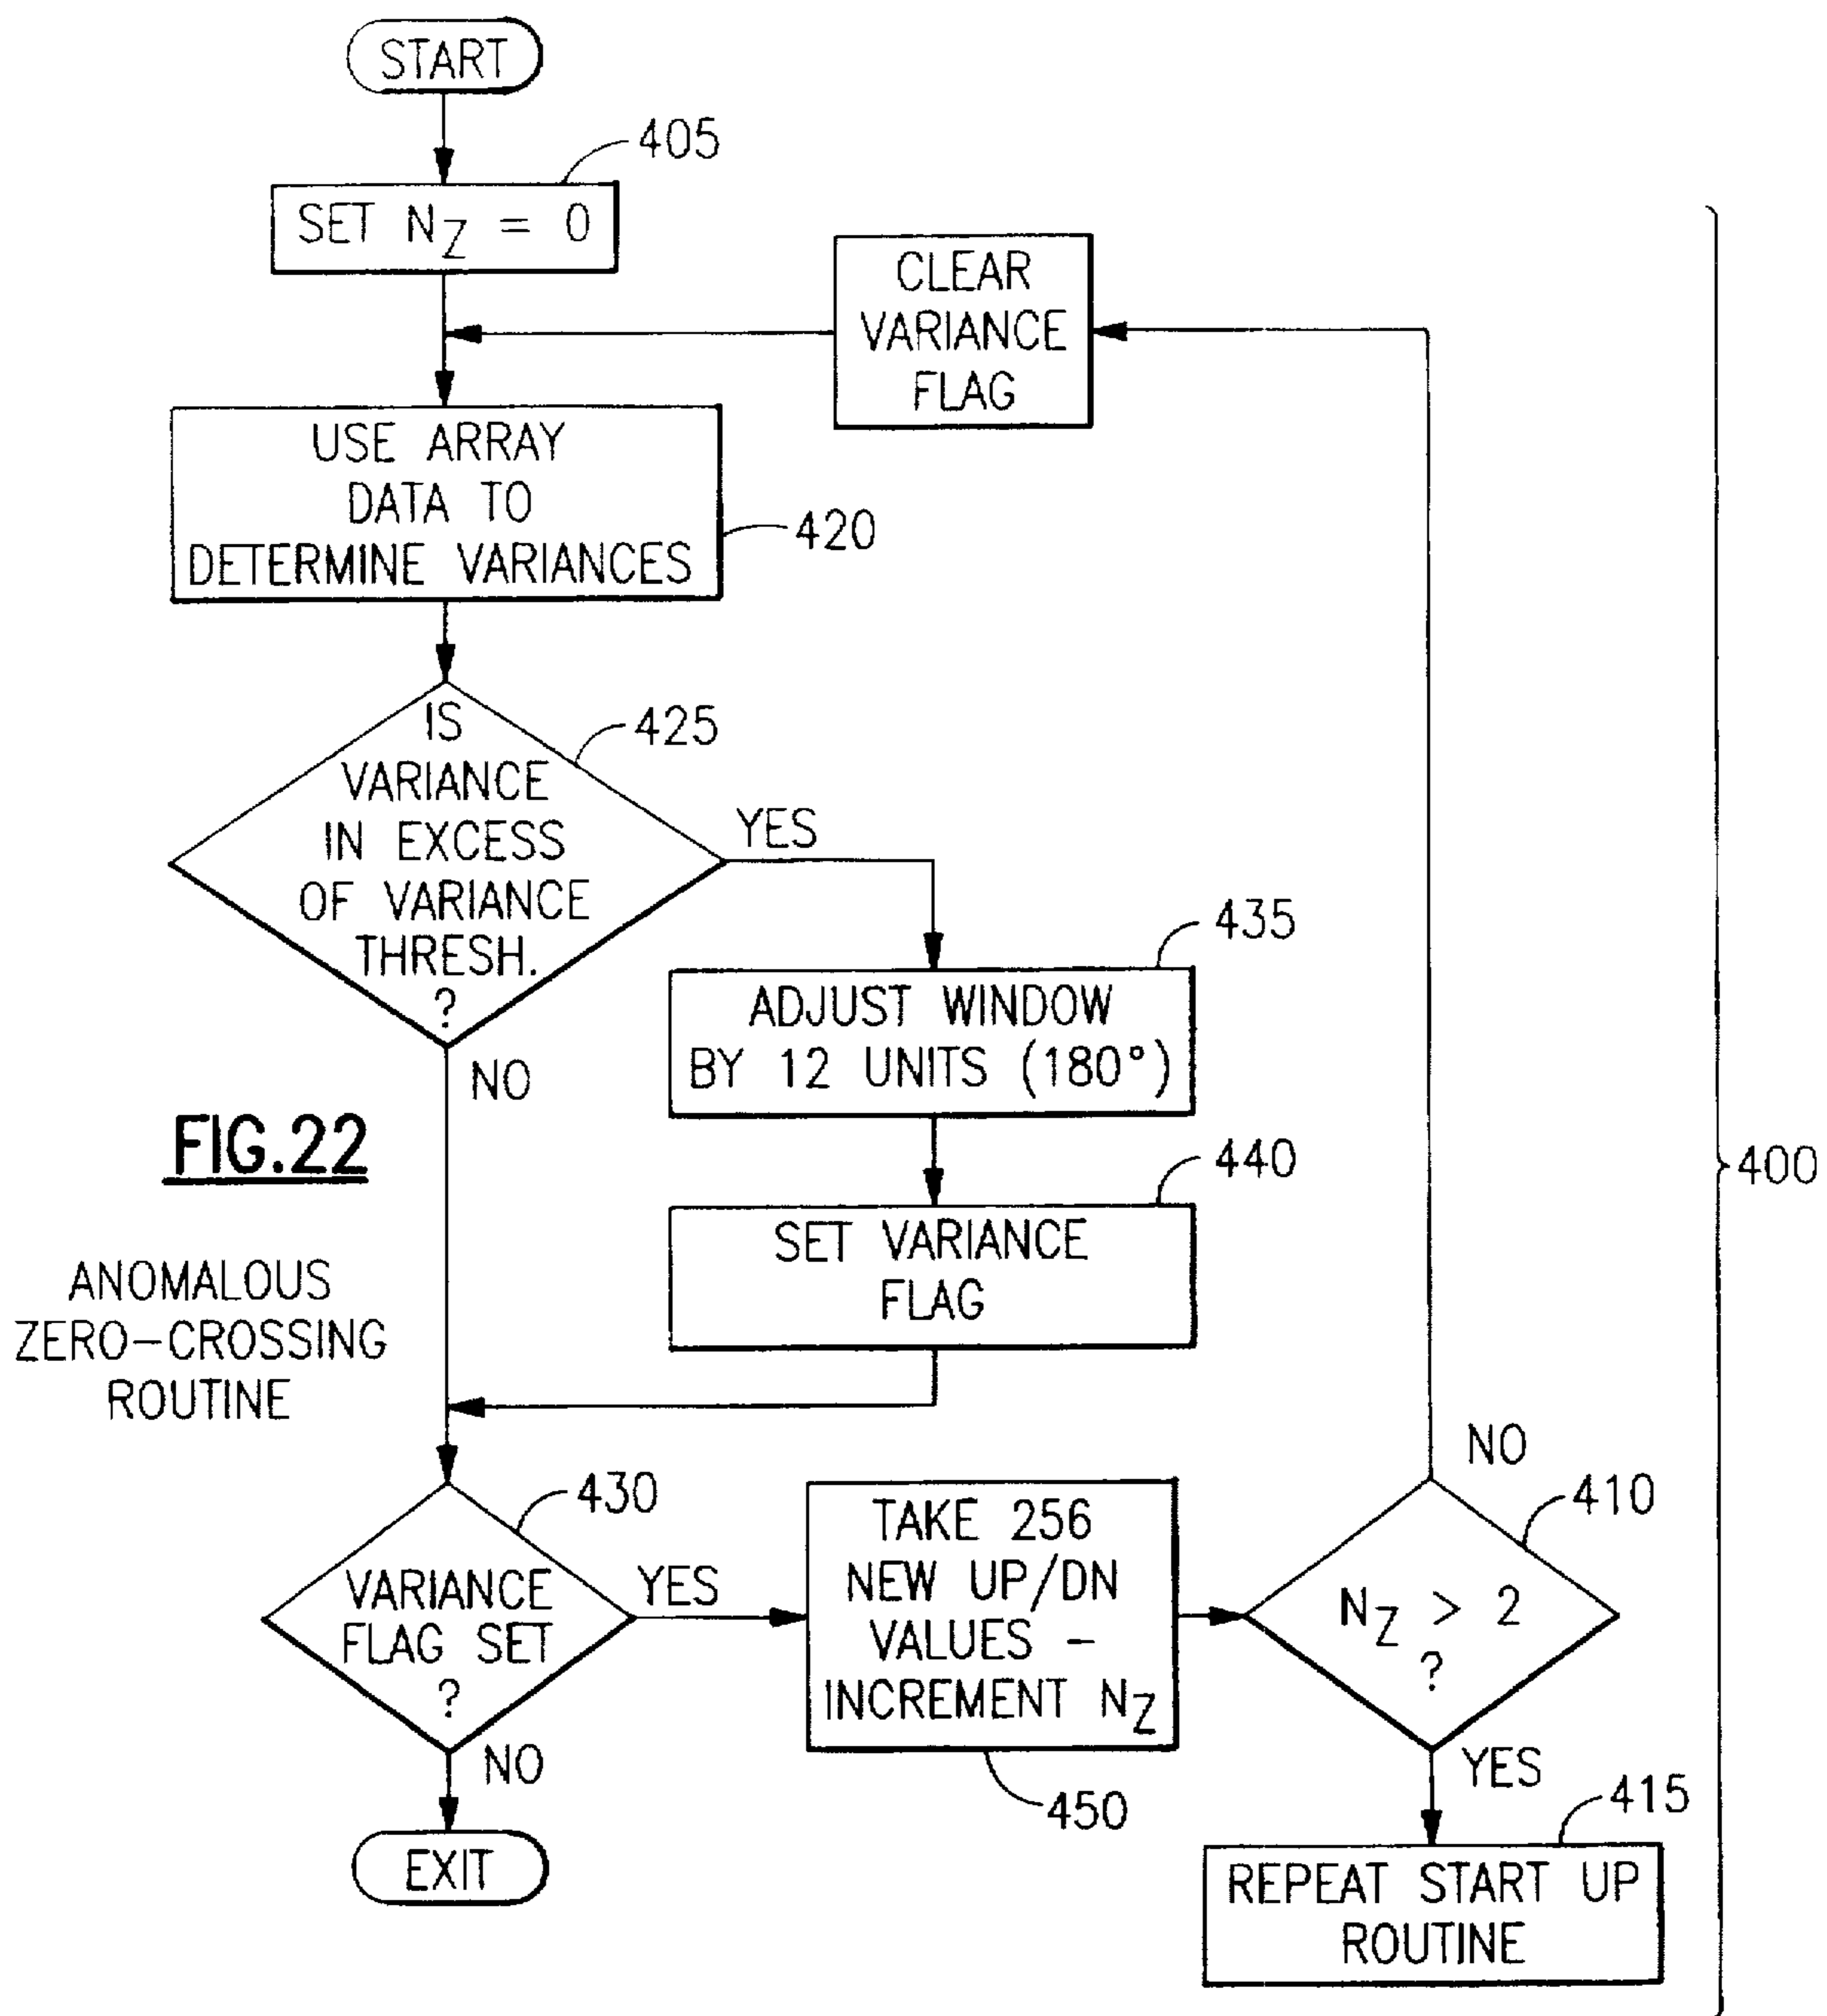 START
405
SET NZ = 0
CLEAR
VARIANCE
FLAG
USE ARRAY
DATA TO
DETERMINE VARIANCES
420
IS
VARIANCE
IN EXCESS
OF VARIANCE
THRESH.
?
425
YES
NO
435
ADJUST WINDOW
BY 12 UNITS (180°)
FIG.22
440
SET VARIANCE
FLAG
400
ANOMALOUS
ZERO-CROSSING
ROUTINE
430
VARIANCE
FLAG SET
?
YES
NO
TAKE 256
NEW UP/DN
VALUES -
INCREMENT NZ
450
NO
410
NZ > 2
?
YES
415
EXIT
REPEAT START UP
ROUTINE